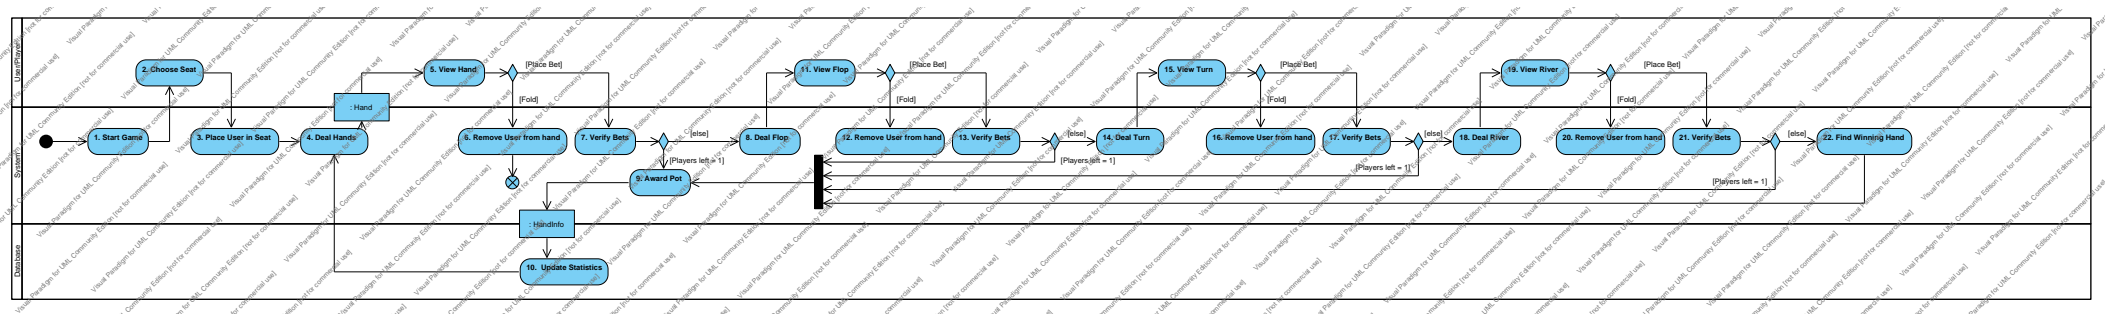 User/Player
2. Choose Seat
5. View Hand
[Place Bet]
[Fold]
11. View Flop
[Place Bet]
[Fold]
15. View Turn
[Place Bet]
[Fold]
19. View River
[Place Bet]
[Fold]
: Hand
System
1. Start Game
3. Place User in Seat
4. Deal Hands
6. Remove User from hand
7. Verify Bets
[else]
8. Deal Flop
12. Remove User from hand
13. Verify Bets
[else]
14. Deal Turn
16. Remove User from hand
17. Verify Bets
[else]
18. Deal River
20. Remove User from hand
21. Verify Bets
[else]
22. Find Winning Hand
[Players left = 1]
[Players left = 1]
[Players left = 1]
[Players left = 1]
9. Award Pot
: HandInfo
Database
10. Update Statistics
Visual Paradigm for UML Community Edition [not for commercial use]